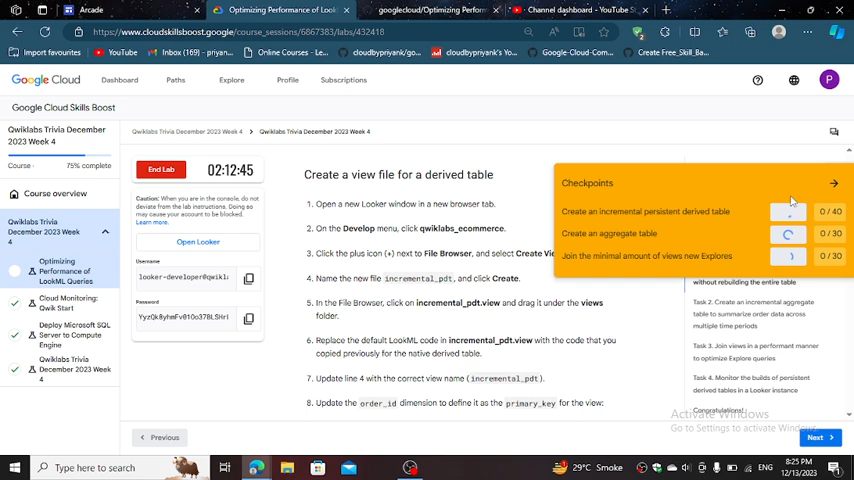 Arcade
Optimizing Performance of Look
googlecloud/Optimizing Perform
Channel dashboard - YouTube S
https://www.cloudskillsboost.google/course_sessions/6867383/labs/432418
Import favourites
YouTube
Inbox (169) - priyan...
Online Courses - Le...
cloudbypriyank/go...
cloudbypriyank's Yo...
Google-Cloud-Com...
Create Free_Skill_Ba...
Google Cloud
Dashboard
Paths
Explore
Profile
Subscriptions
P
Google Cloud Skills Boost
Qwiklabs Trivia December
2023 Week 4
Course ·
75% complete
Course overview
Qwiklabs Trivia
December 2023 Week
4
Optimizing
Performance of
LookML Queries
Cloud Monitoring:
Qwik Start
Deploy Microsoft SQL
Server to Compute
Engine
Qwiklabs Trivia
December 2023 Week
4
Qwiklabs Trivia December 2023 Week 4 > Qwiklabs Trivia December 2023 Week 4
End Lab
02:12:45
Caution: When you are in the console, do not
deviate from the lab instructions. Doing so
may cause your account to be blocked.
Learn more.
Open Looker
Username
looker-developer@qwikl
Password
Create a view file for a derived table
1. Open a new Looker window in a new browser tab.
2. On the Develop menu, click qwiklabs_ecommerce.
3. Click the plus icon (+) next to File Browser, and select Create Vi
4. Name the new file incremental_pdt, and click Create.
5. In the File Browser, click on incremental_pdt.view and drag it under the views
folder.
6. Replace the default LookML code in incremental_pdt.view with the code that you
copied previously for the native derived table.
7. Update line 4 with the correct view name (incremental_pdt).
8. Update the order_id dimension to define it as the primary_key for the view:
Checkpoints
Create an incremental persistent derived table
0 / 40
Create an aggregate table
0 / 30
Join the minimal amount of views new Explores
0 / 30
without rebuilding the entire table
Task 2. Create an incremental aggregate
table to summarize order data across
multiple time periods
Task 3. Join views in a performant manner
to optimize Explore queries
Task 4. Monitor the builds of persistent
derived tables in a Looker instance
Congratulations!
Activate Windows
Go to Settings to activate Windows.
Previous
Next
Type here to search
29°C Smoke
ENG
8:25 PM
12/13/2023